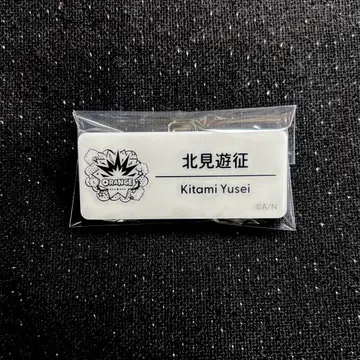 ORANGE
北見遊征
Kitami Yusei
©A/N